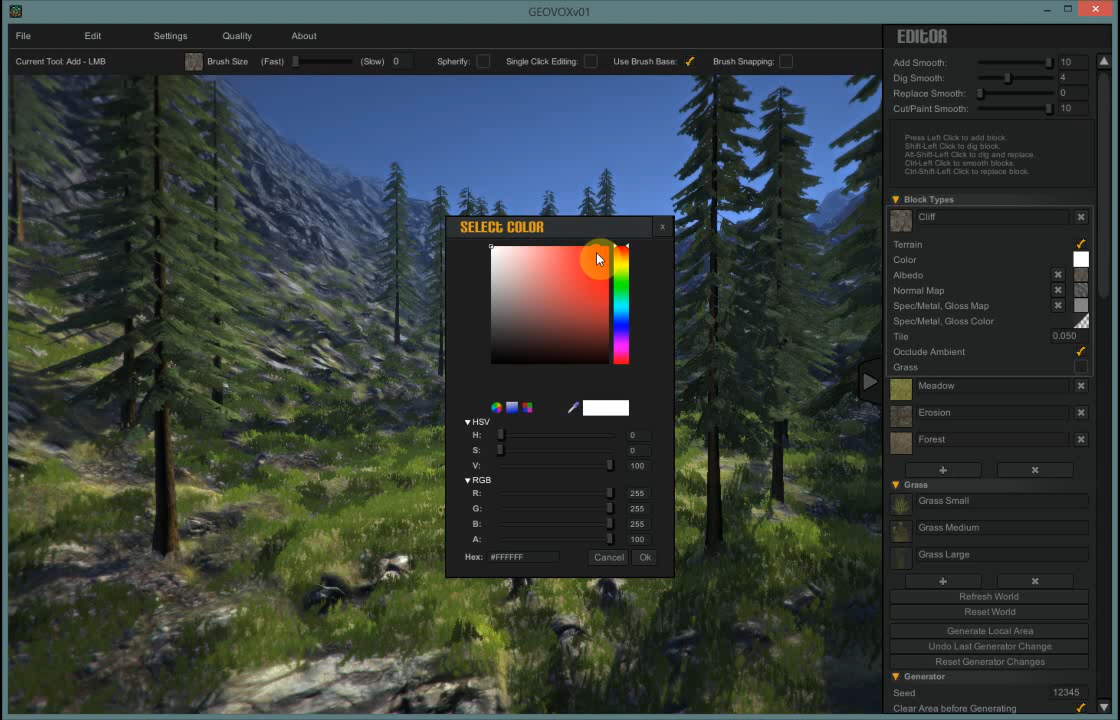 GEOVOXv01
File Edit Settings Quality About
Current Tool: Add - LMB Brush Size (Fast) (Slow) 0 Spherify: Single Click Editing: Use Brush Base: Brush Snapping:
EDITOR
Add Smooth: 10
Dig Smooth: 4
Replace Smooth: 0
Cut/Paint Smooth: 10
Press Left Click to add block.
Shift-Left Click to dig block.
Alt-Shift-Left Click to dig and replace.
Ctrl-Left Click to smooth blocks.
Ctrl-Shift-Left Click to replace block.
Block Types
Cliff
Terrain
Color
Albedo
Normal Map
Spec/Metal, Gloss Map
Spec/Metal, Gloss Color
Tile 0.050
Occlude Ambient
Grass
Meadow
Erosion
Forest
Grass
Grass Small
Grass Medium
Grass Large
Refresh World
Reset World
Generate Local Area
Undo Last Generator Change
Reset Generator Changes
Generator
Seed 12345
Clear Area before Generating
SELECT COLOR x
HSV
H: 0
S: 0
V: 100
RGB
R: 255
G: 255
B: 255
A: 100
Hex: #FFFFFF Cancel Ok